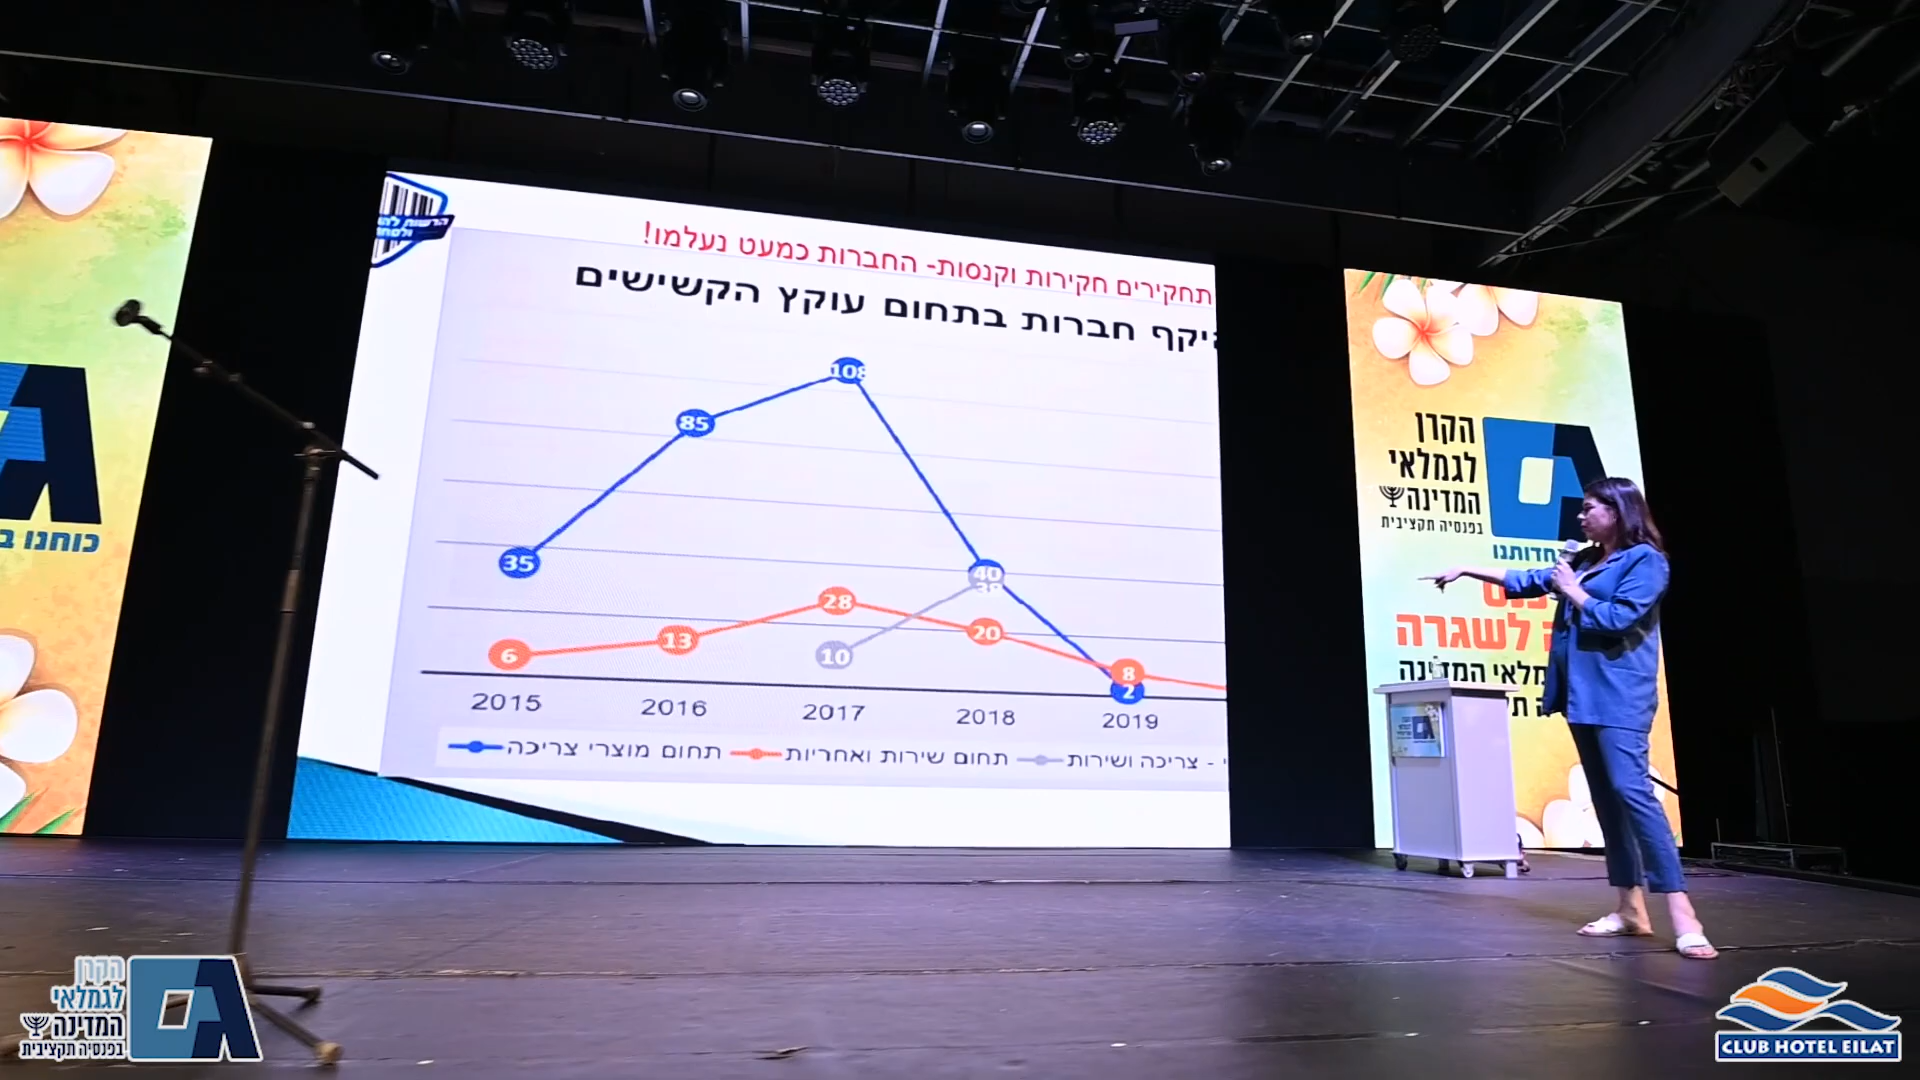 תחקירים חקירות וקנסות- החברות כמעט נעלמו!
יקף חברות בתחום עוקץ הקשישים
108
85
40
38
35
28
20
13
10
8
6
2
2015 2016 2017 2018 2019
תחום מוצרי צריכה תחום שירות ואחריות - צריכה ושירות
הקרן
לגמלאי
המדינה
בפנסיה תקציבית
לשגרה
כוחנו
הקרן
לגמלאי
המדינה
בפנסיה תקציבית
CLUB HOTEL EILAT